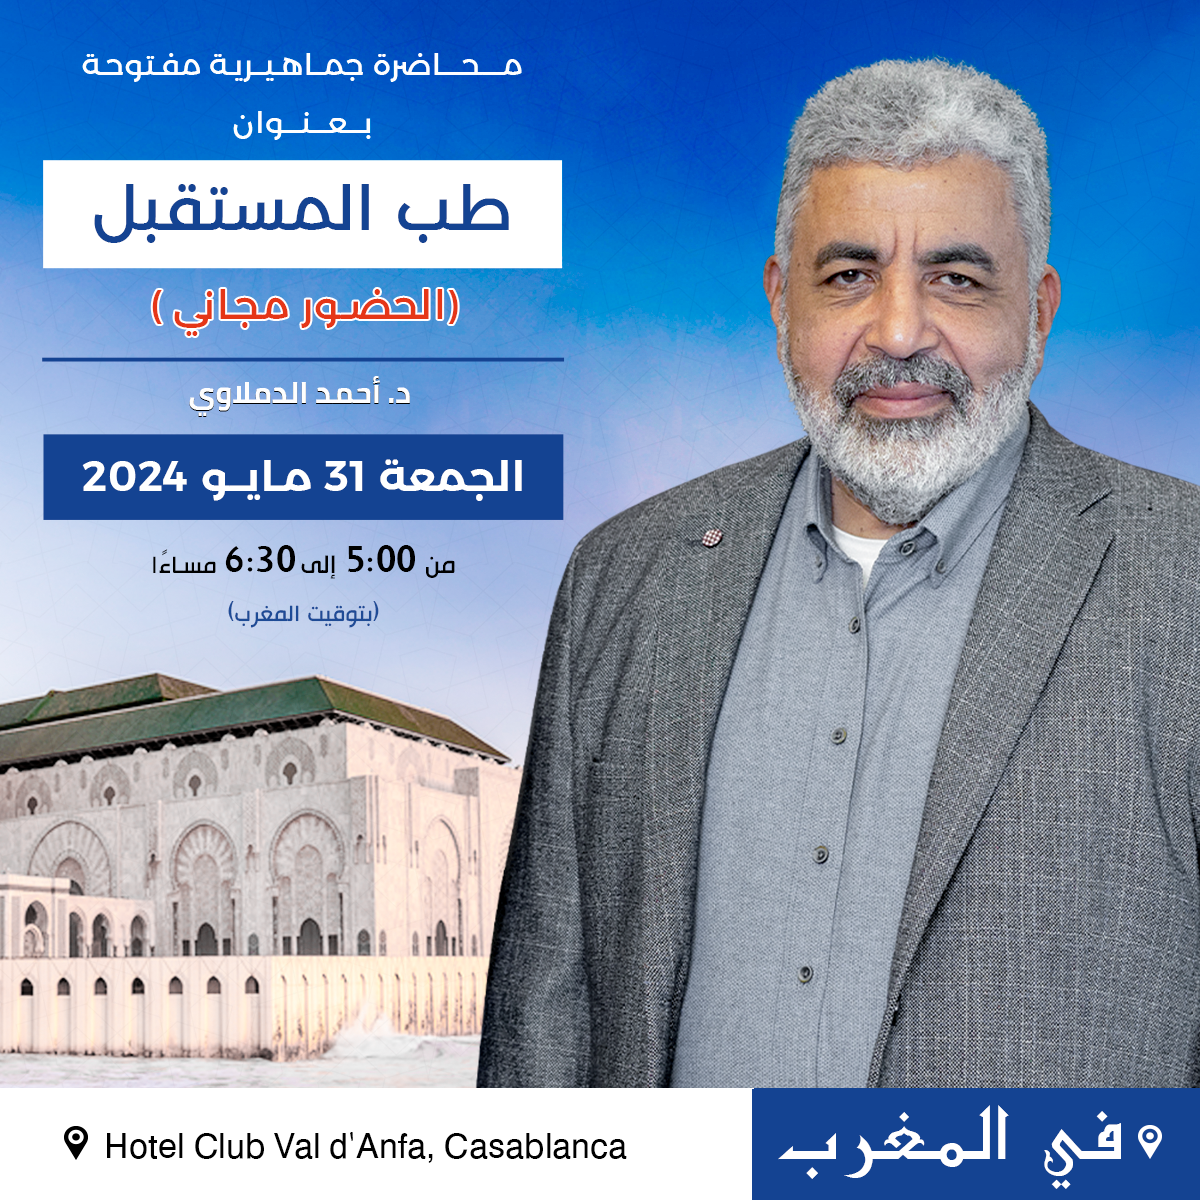 محاضرة جماهيرية مفتوحة
بعنوان
طب المستقبل
(الحضور مجاني )
د. أحمد الدملاوي
الجمعة 31 مايو 2024
من 5:00 إلى 6:30 مساءًا
(بتوقيت المغرب)
Hotel Club Val d'Anfa, Casablanca
في المغرب